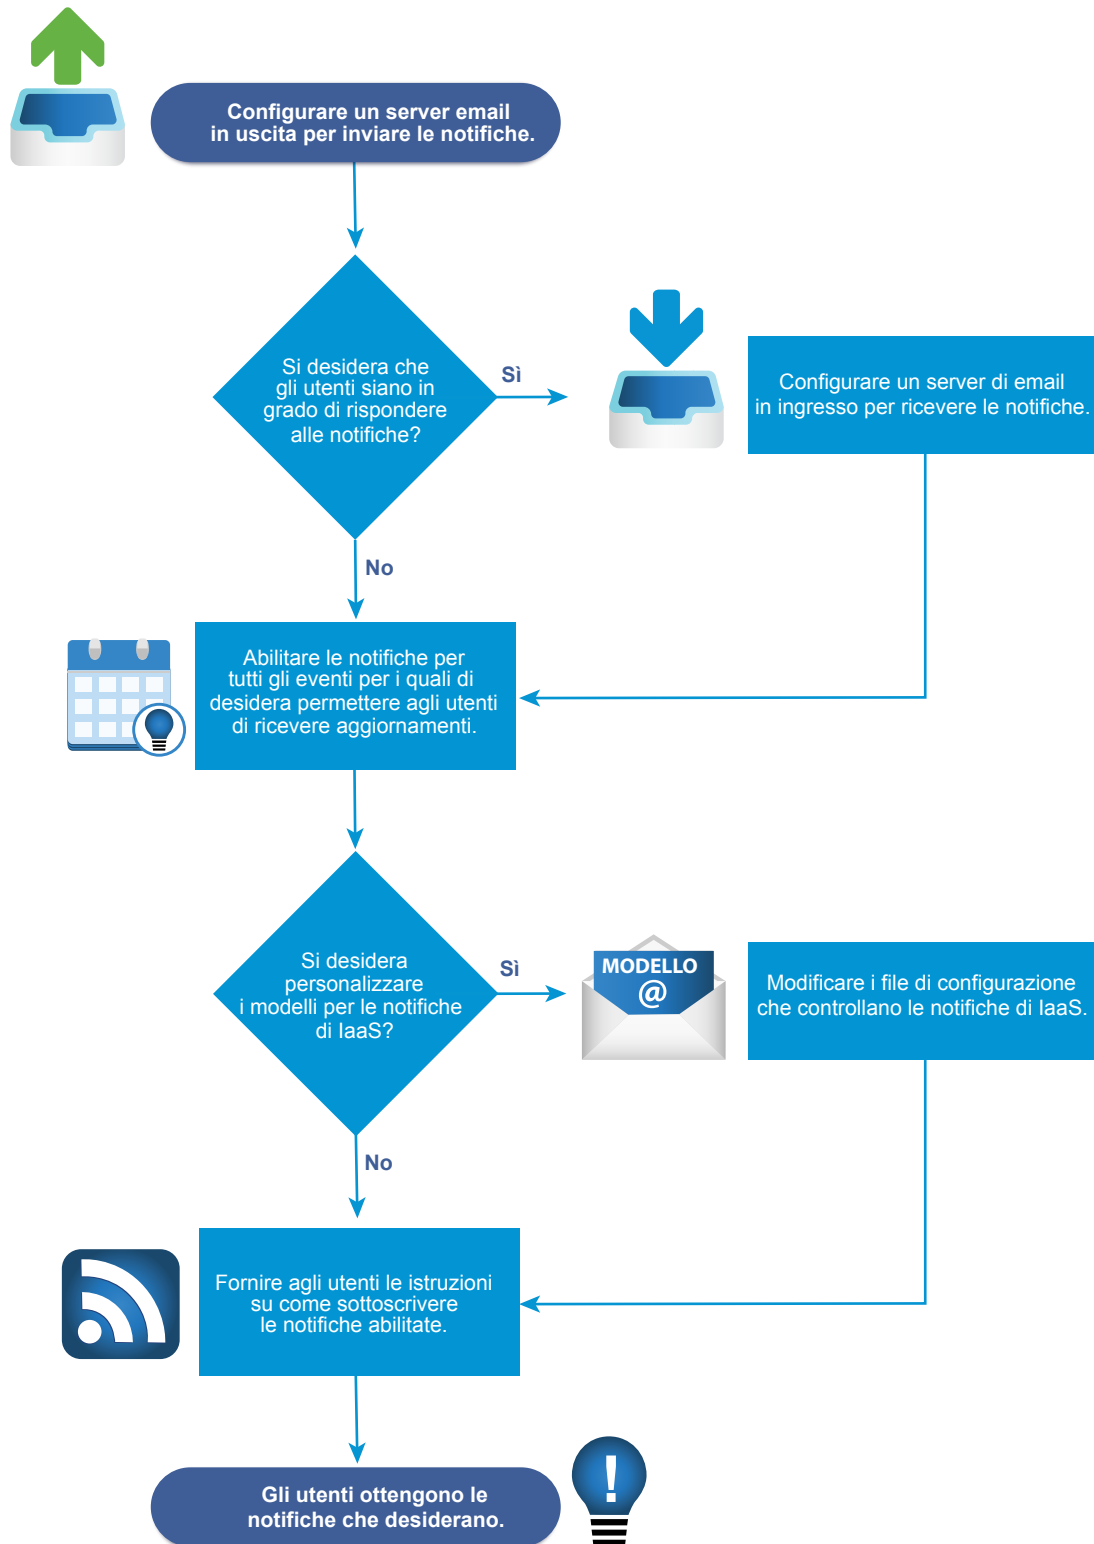 Configurare un server email
in uscita per inviare le notifiche.
Si desidera che
gli utenti siano in
grado di rispondere
alle notifiche?
Sì
Configurare un server di email
in ingresso per ricevere le notifiche.
No
Abilitare le notifiche per
tutti gli eventi per i quali di
desidera permettere agli utenti
di ricevere aggiornamenti.
Si desidera
personalizzare
i modelli per le notifiche
di IaaS?
Sì
MODELLO
@
Modificare i file di configurazione
che controllano le notifiche di IaaS.
No
Fornire agli utenti le istruzioni
su come sottoscrivere
le notifiche abilitate.
Gli utenti ottengono le
notifiche che desiderano.
!